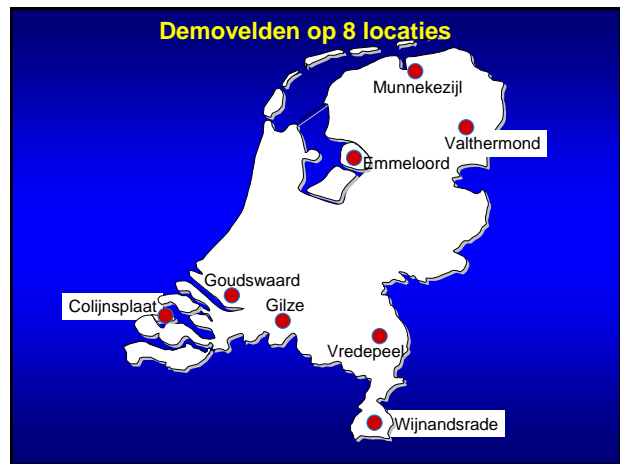 Demovelden op 8 locaties
Munnekezijl
Valthermond
Emmeloord
Goudswaard
Colijnsplaat
Gilze
Vredepeel
Wijnandsrade